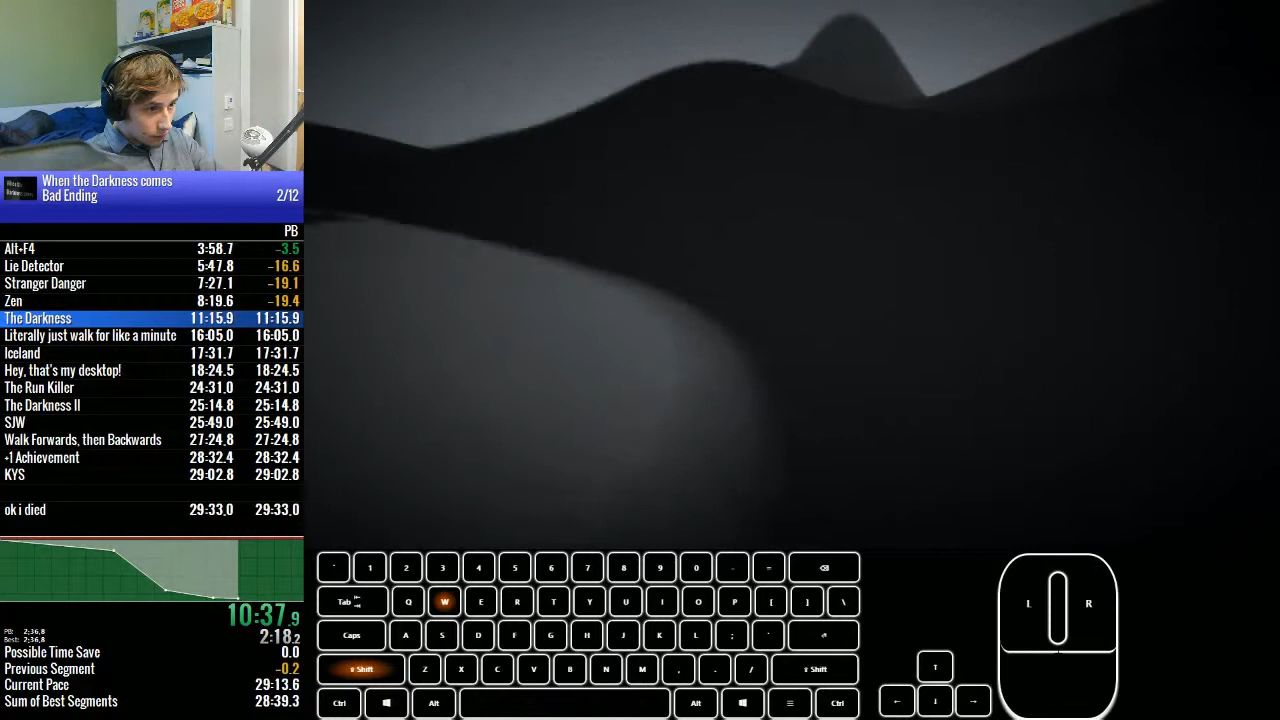 When the Darkness comes
Bad Ending 2/12
PB
Alt+F4 3:58.7 -3.5
Lie Detector 5:47.8 -16.6
Stranger Danger 7:27.1 -19.1
Zen 8:19.6 -19.4
The Darkness 11:15.9 11:15.9
Literally just walk for like a minute 16:05.0 16:05.0
Iceland 17:31.7 17:31.7
Hey, that's my desktop! 18:24.5 18:24.5
The Run Killer 24:31.0 24:31.0
The Darkness II 25:14.8 25:14.8
SJW 25:49.0 25:49.0
Walk Forwards, then Backwards 27:24.8 27:24.8
+1 Achievement 28:32.4 28:32.4
KYS 29:02.8 29:02.8
ok i died 29:33.0 29:33.0
10:37.9
PB: 2:36.8
Best: 2:36.8
2:18.2
Possible Time Save 0.0
Previous Segment -0.2
Current Pace 29:13.6
Sum of Best Segments 28:39.3
` 1 2 3 4 5 6 7 8 9 0 - =
Tab Q W E R T Y U I O P [ ] \
Caps A S D F G H J K L ; '
Shift Z X C V B N M , . / Shift
Ctrl Alt Alt Ctrl
L R